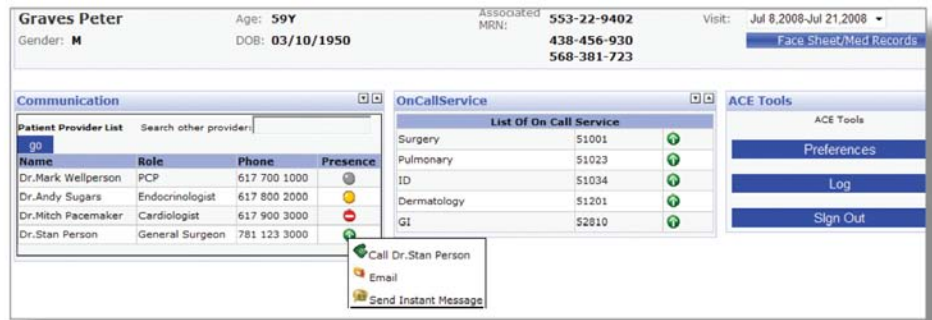 Graves Peter Age: 59Y Associated MRN: 553-22-9402 Visit: Jul 8,2008-Jul 21,2008
Gender: M DOB: 03/10/1950 438-456-930 Face Sheet/Med Records
568-381-723
Communication
Patient Provider List Search other provider:
go
Name Role Phone Presence
Dr.Mark Wellperson PCP 617 700 1000
Dr.Andy Sugars Endocrinologist 617 800 2000
Dr.Mitch Pacemaker Cardiologist 617 900 3000
Dr.Stan Person General Surgeon 781 123 3000
Call Dr.Stan Person
Email
Send Instant Message
OnCallService
List Of On Call Service
Surgery 51001
Pulmonary 51023
ID 51034
Dermatology 51201
GI 52810
ACE Tools
ACE Tools
Preferences
Log
Sign Out